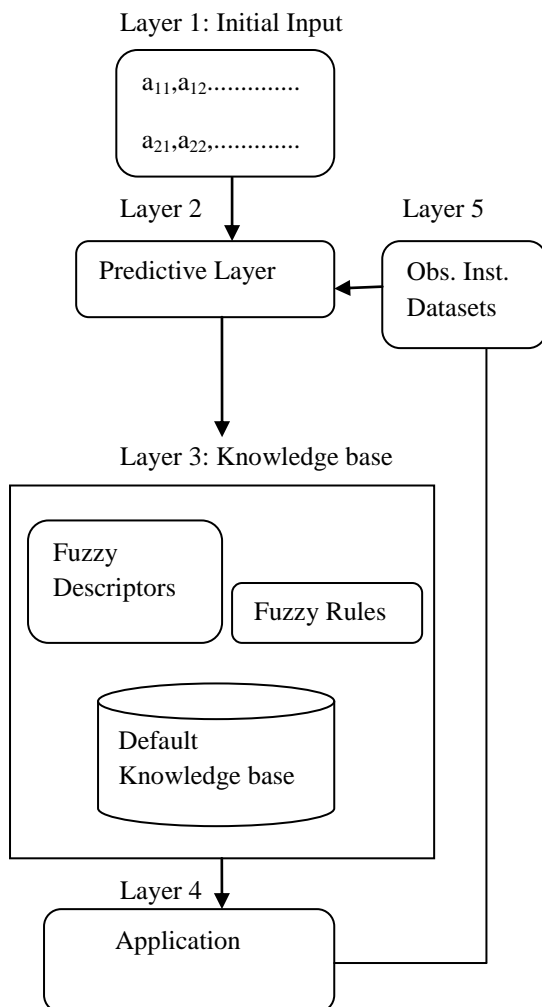 Layer 1: Initial Input
a₁₁,a₁₂..............
a₂₁,a₂₂,.............
Layer 2
Layer 5
Predictive Layer
Obs. Inst.
Datasets
Layer 3: Knowledge base
Fuzzy
Descriptors
Fuzzy Rules
Default
Knowledge base
Layer 4
Application